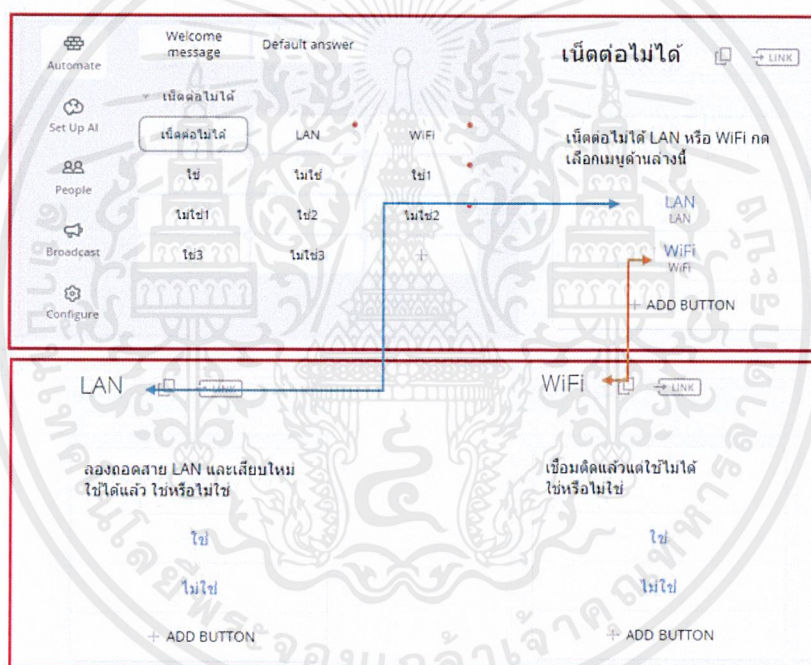 Automate
Welcome message
Default answer
เน็ตต่อไม่ได้
LINK
เน็ตต่อไม่ได้
Set Up AI
เน็ตต่อไม่ได้
LAN
WiFi
เน็ตต่อไม่ได้ LAN หรือ WiFi กด
เลือกเมนูด้านล่างนี้
People
ใช่
ไม่ใช่
ใช่1
LAN
LAN
ไม่ใช่1
ใช่2
ไม่ใช่2
Broadcast
ใช่3
ไม่ใช่3
WiFi
WiFi
Configure
+ ADD BUTTON
LAN
LINK
WiFi
LINK
ลองถอดสาย LAN และเสียบใหม่
ใช้ได้แล้ว ใช่หรือไม่ใช่
เชื่อมติดแล้วแต่ใช้ไม่ได้
ใช่หรือไม่ใช่
ใช่
ใช่
ไม่ใช่
ไม่ใช่
+ ADD BUTTON
+ ADD BUTTON